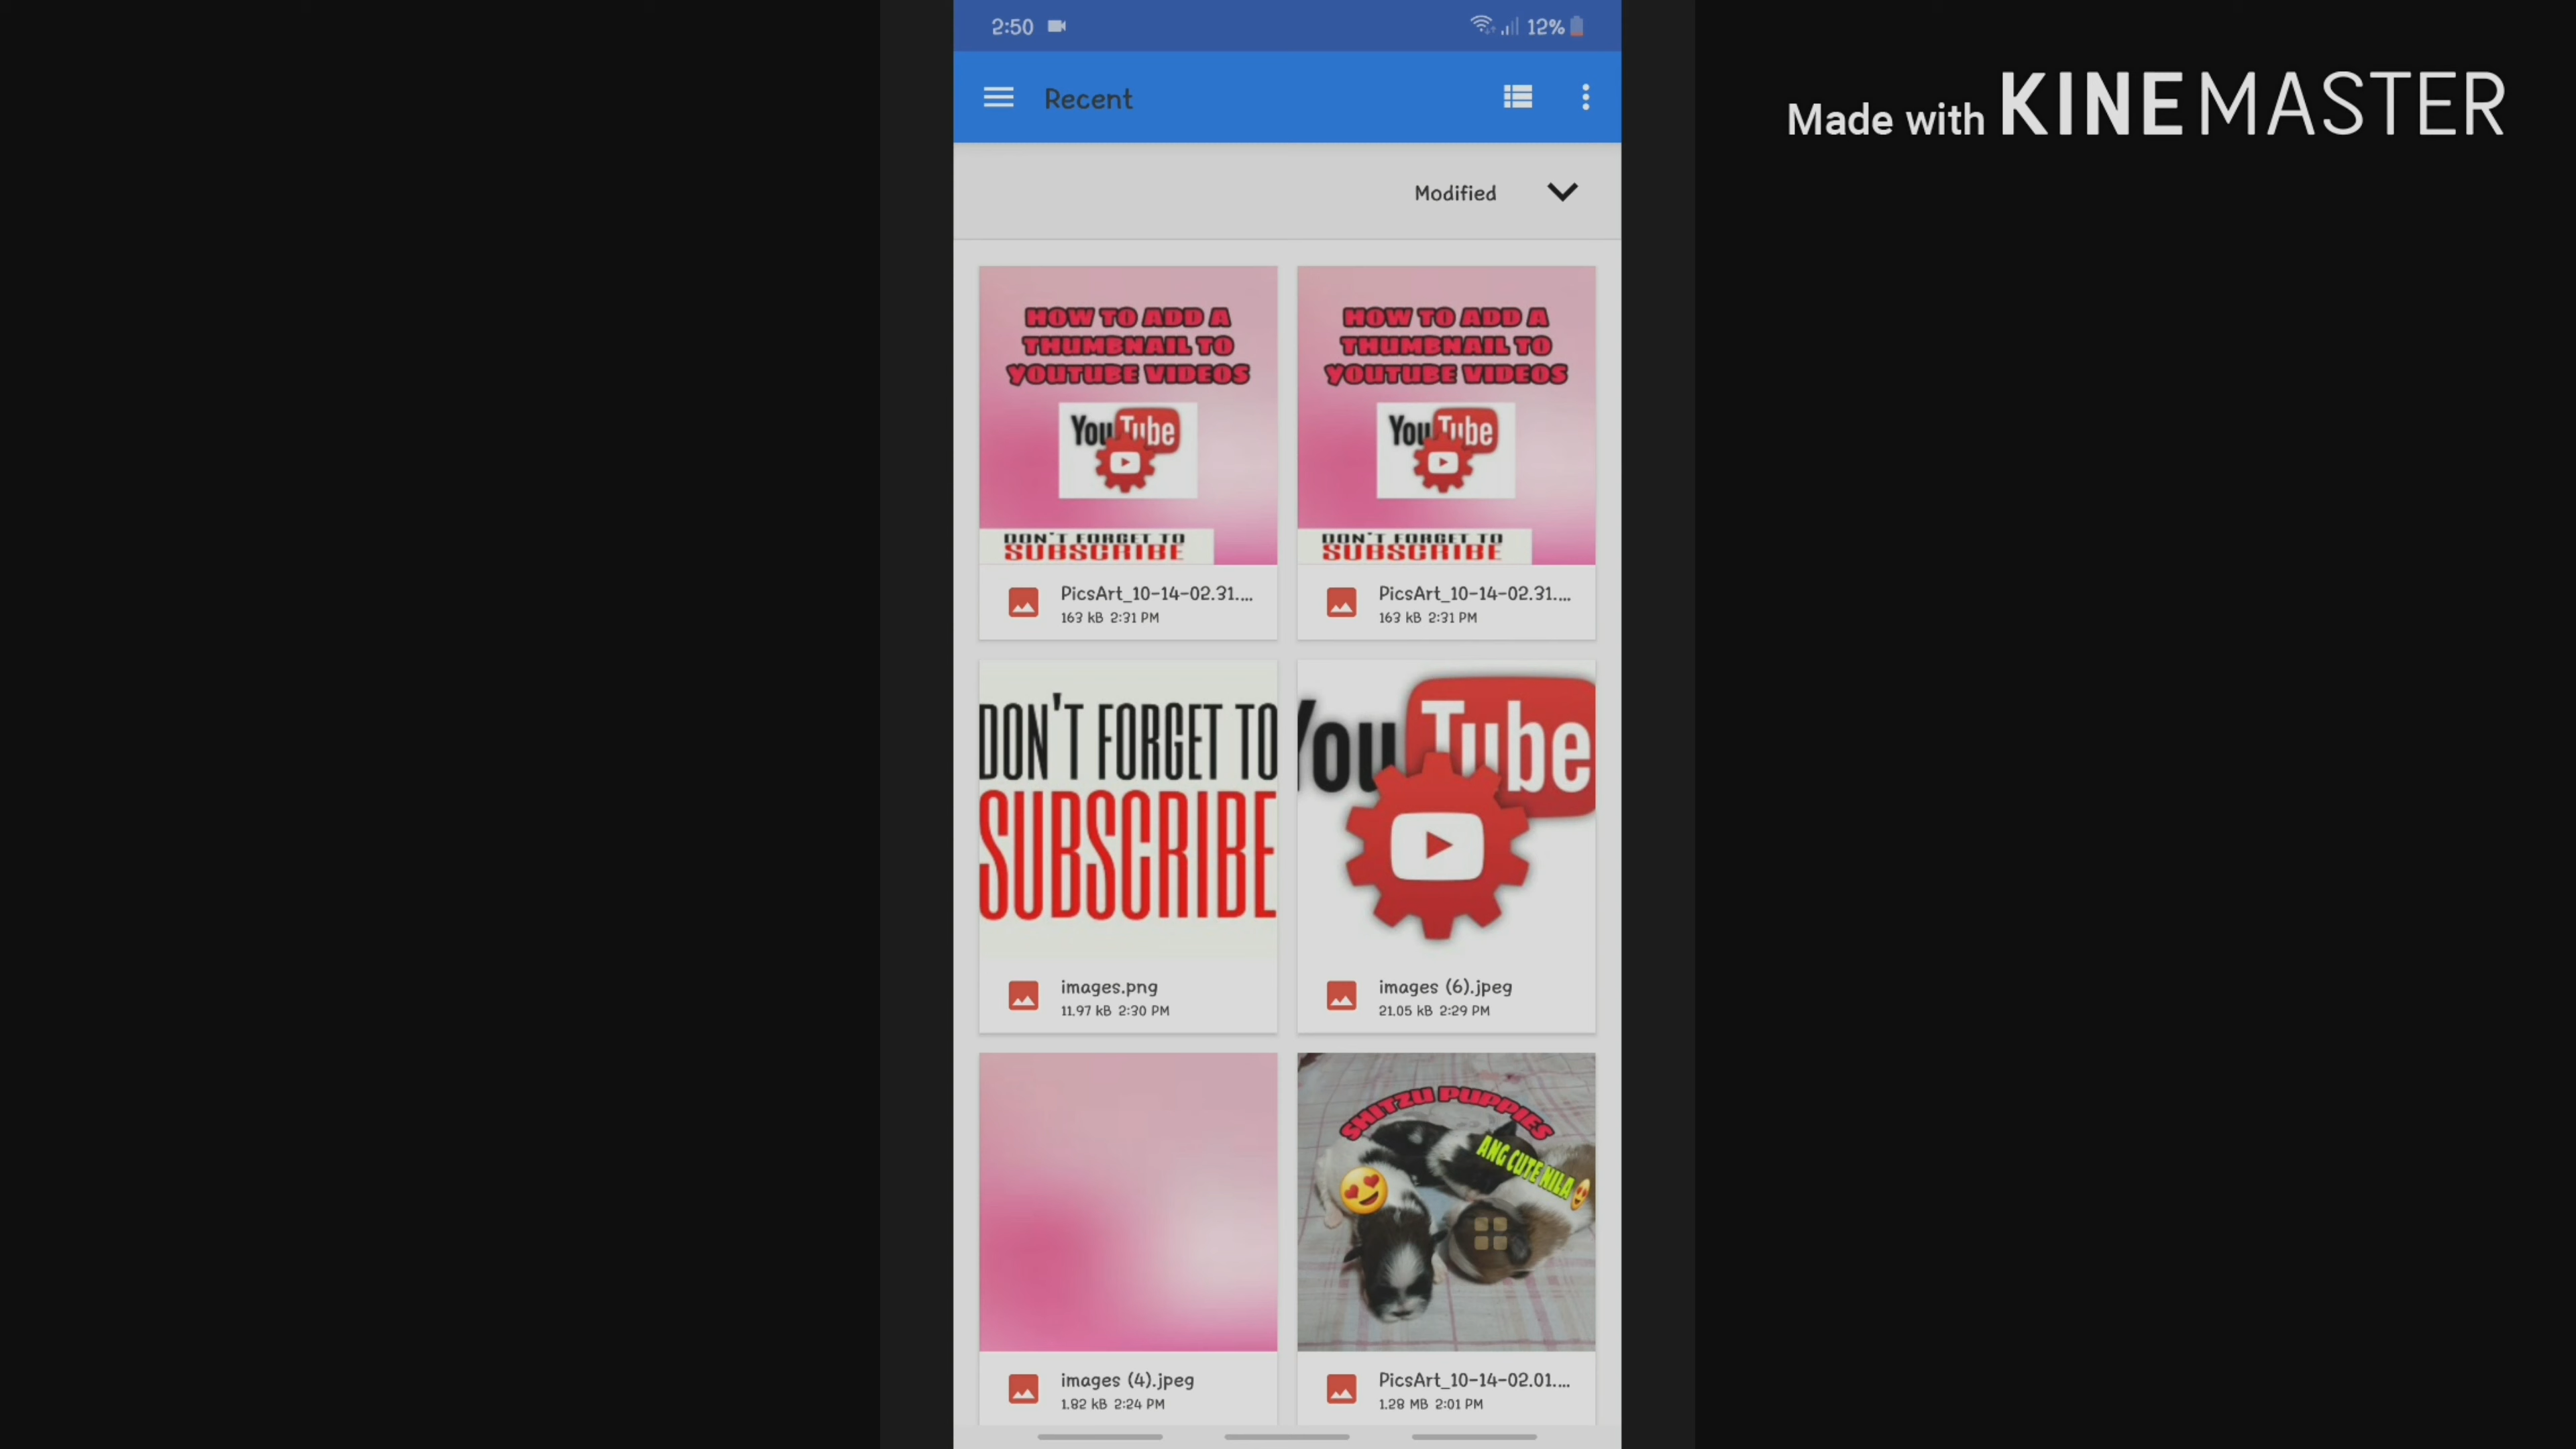 2:50
12%
Made with KINEMASTER
Recent
Modified
HOW TO ADD A
THUMBNAIL TO
YOUTUBE VIDEOS
YouTube
DON'T FORGET TO
SUBSCRIBE
PicsArt_10-14-02.31....
163 kB 2:31 PM
HOW TO ADD A
THUMBNAIL TO
YOUTUBE VIDEOS
YouTube
DON'T FORGET TO
SUBSCRIBE
PicsArt_10-14-02.31....
163 kB 2:31 PM
DON'T FORGET TO
SUBSCRIBE
images.png
11.97 kB 2:30 PM
YouTube
images (6).jpeg
21.05 kB 2:29 PM
images (4).jpeg
1.82 kB 2:24 PM
SHITZU PUPPIES
ANG CUTE NILA
PicsArt_10-14-02.01....
1.28 MB 2:01 PM